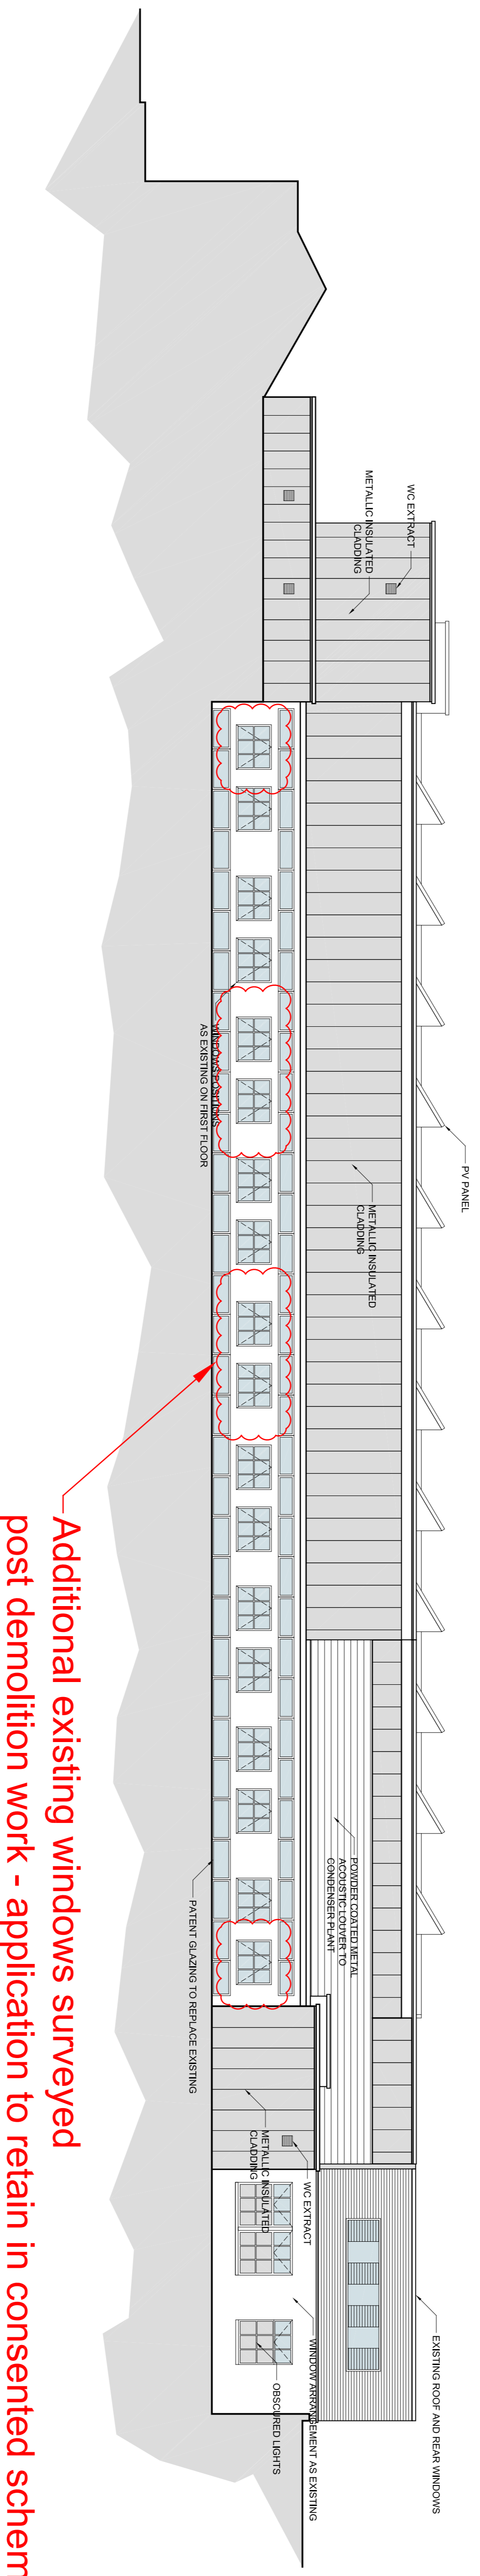 WC EXTRACT
METALLIC INSULATED
CLADDING
PV PANEL
METALLIC INSULATED
CLADDING
WINDOWS POSITIONS
AS EXISTING ON FIRST FLOOR
POWDER COATED METAL
ACOUSTIC LOUVER TO
CONDENSER PLANT
PATENT GLAZING TO REPLACE EXISTING
EXISTING ROOF AND REAR WINDOWS
WC EXTRACT
METALLIC INSULATED
CLADDING
WINDOW ARRANGEMENT AS EXISTING
OBSCURED LIGHTS
Additional existing windows surveyed
post demolition work - application to retain in consented